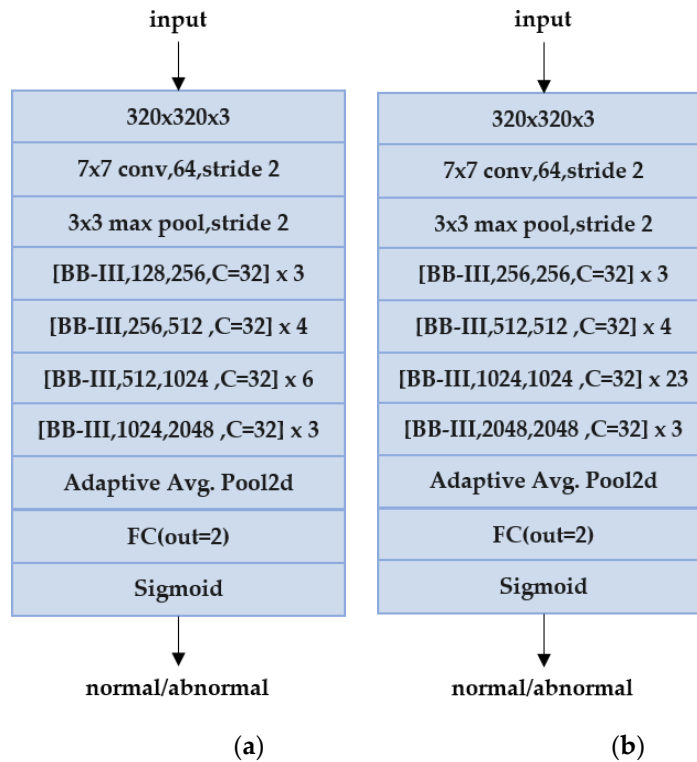 input
320x320x3
7x7 conv,64,stride 2
3x3 max pool,stride 2
[BB-III,128,256,C=32] x 3
[BB-III,256,512 ,C=32] x 4
[BB-III,512,1024 ,C=32] x 6
[BB-III,1024,2048 ,C=32] x 3
Adaptive Avg. Pool2d
FC(out=2)
Sigmoid
normal/abnormal
(a)
input
320x320x3
7x7 conv,64,stride 2
3x3 max pool,stride 2
[BB-III,256,256,C=32] x 3
[BB-III,512,512 ,C=32] x 4
[BB-III,1024,1024 ,C=32] x 23
[BB-III,2048,2048 ,C=32] x 3
Adaptive Avg. Pool2d
FC(out=2)
Sigmoid
normal/abnormal
(b)